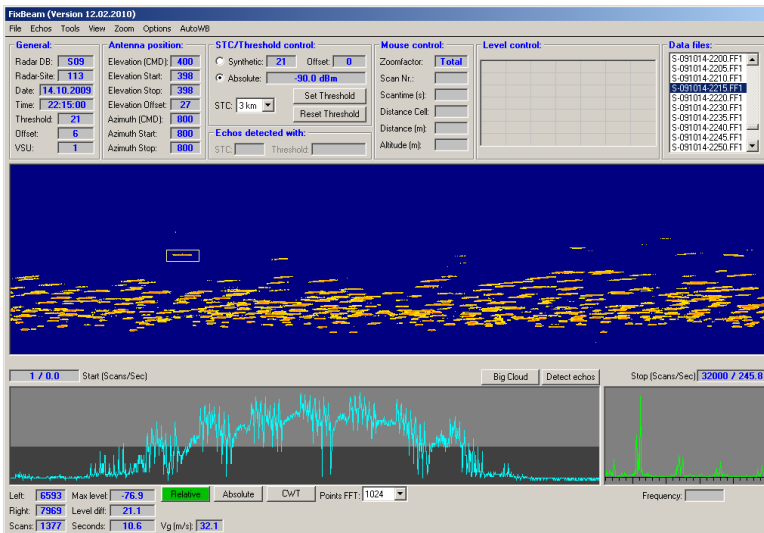 FixBeam (Version 12.02.2010)
File Echos Tools View Zoom Options AutoWB
General:
Radar DB: S09
Radar-Site: 113
Date: 14.10.2009
Time: 22:15:00
Threshold: 21
Offset: 6
VSU: 1
Antenna position:
Elevation (CMD): 400
Elevation Start: 398
Elevation Stop: 398
Elevation Offset: 27
Azimuth (CMD): 800
Azimuth Start: 800
Azimuth Stop: 800
STC/Threshold control:
Synthetic: 21 Offset: 0
Absolute: -90.0 dBm
STC: 3 km Set Threshold
Reset Threshold
Echos detected with:
STC: Threshold:
Mouse control:
Zoomfactor: Total
Scan Nr.:
Scantime (s):
Distance Cell:
Distance (m):
Altitude (m):
Level control:
Data files:
S-091014-2200.FF1
S-091014-2205.FF1
S-091014-2210.FF1
S-091014-2215.FF1
S-091014-2220.FF1
S-091014-2230.FF1
S-091014-2235.FF1
S-091014-2240.FF1
S-091014-2245.FF1
S-091014-2250.FF1
1 / 0.0 Start (Scans/Sec) Big Cloud Detect echos Stop (Scans/Sec) 32000 / 245.8
Left: 6593 Max level: -76.9 Relative Absolute CWT Points FFT: 1024 Frequency:
Right: 7969 Level diff: 21.1
Scans: 1377 Seconds: 10.6 Vg (m/s): 32.1